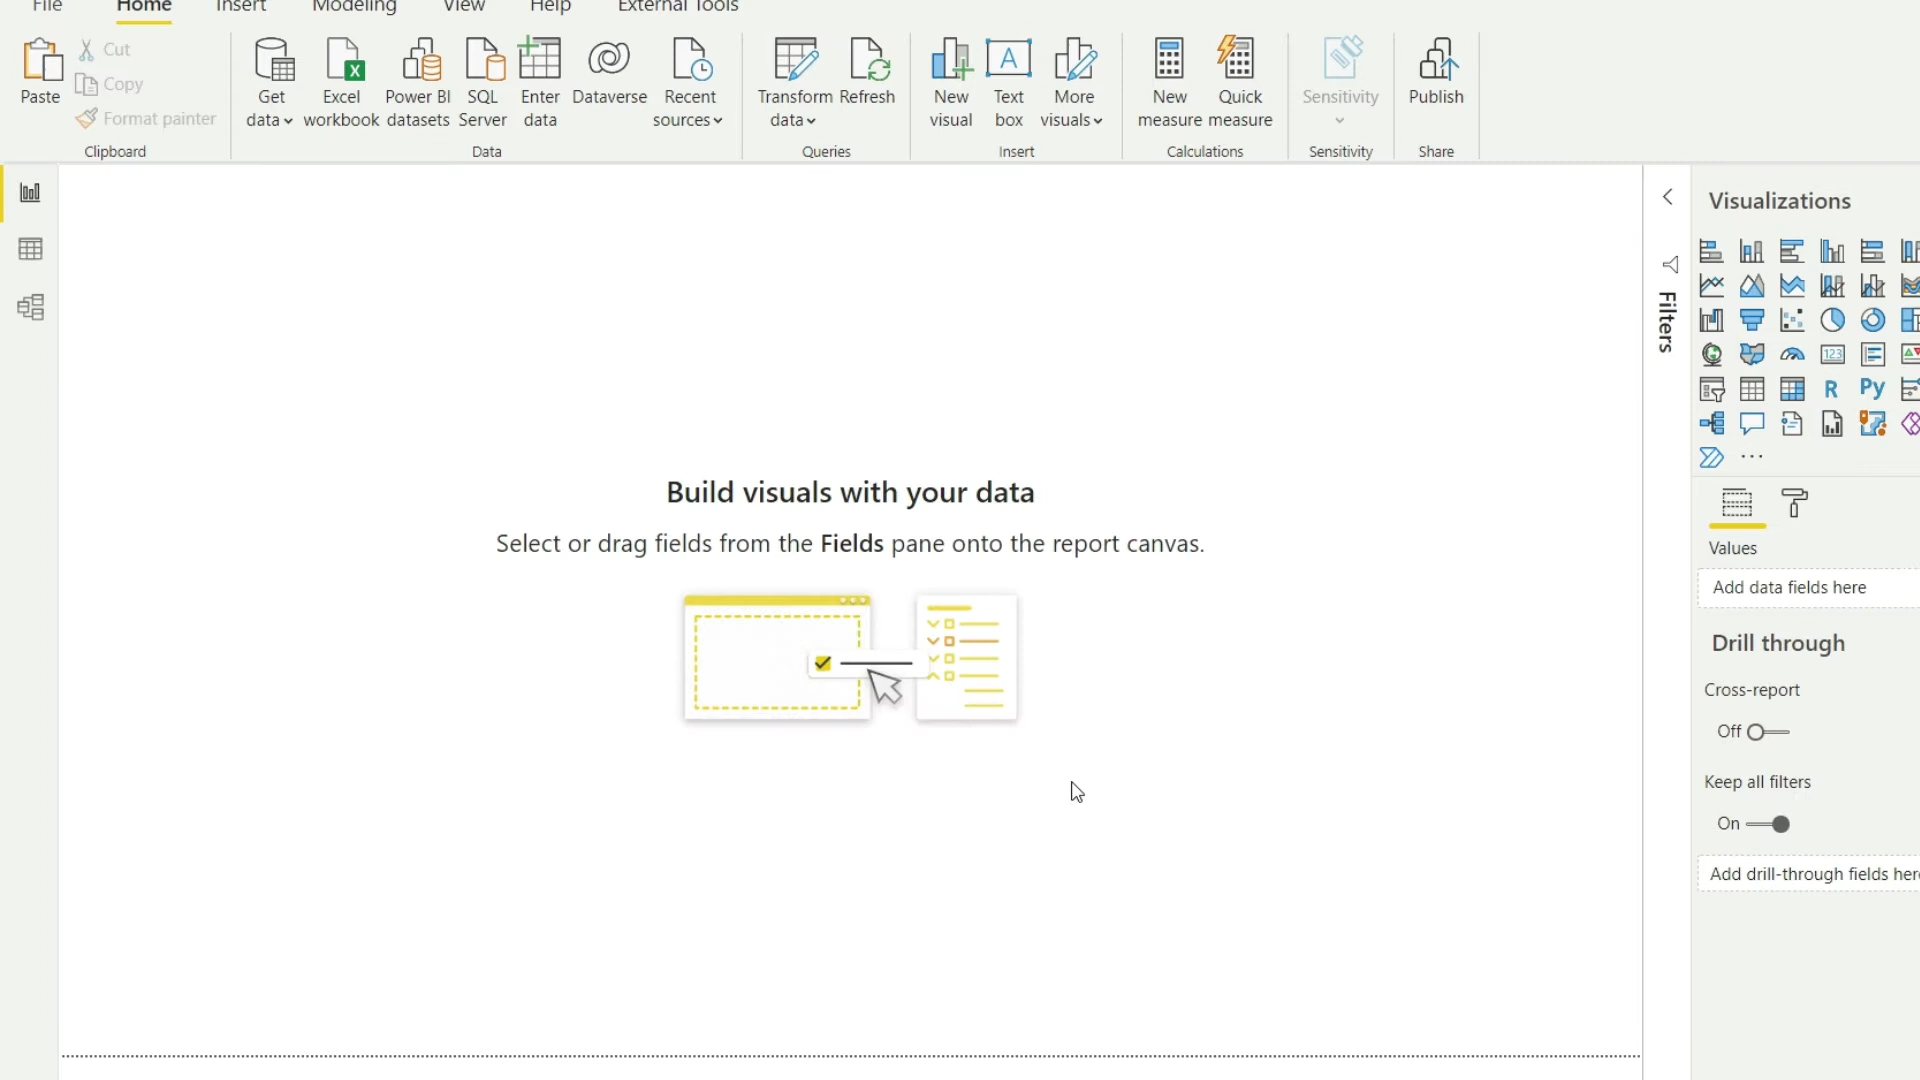 File Home Insert Modeling View Help External Tools
Paste
Cut
Copy
Format painter
Clipboard
Get data
Excel workbook
Power BI datasets
SQL Server
Enter data
Dataverse
Recent sources
Data
Transform data
Refresh
Queries
New visual
A
Text box
More visuals
Insert
New measure
Quick measure
Calculations
Sensitivity
Sensitivity
Publish
Share
Filters
Visualizations
123
R
Py
Values
Add data fields here
Drill through
Cross-report
Off
Keep all filters
On
Add drill-through fields here
Build visuals with your data
Select or drag fields from the Fields pane onto the report canvas.